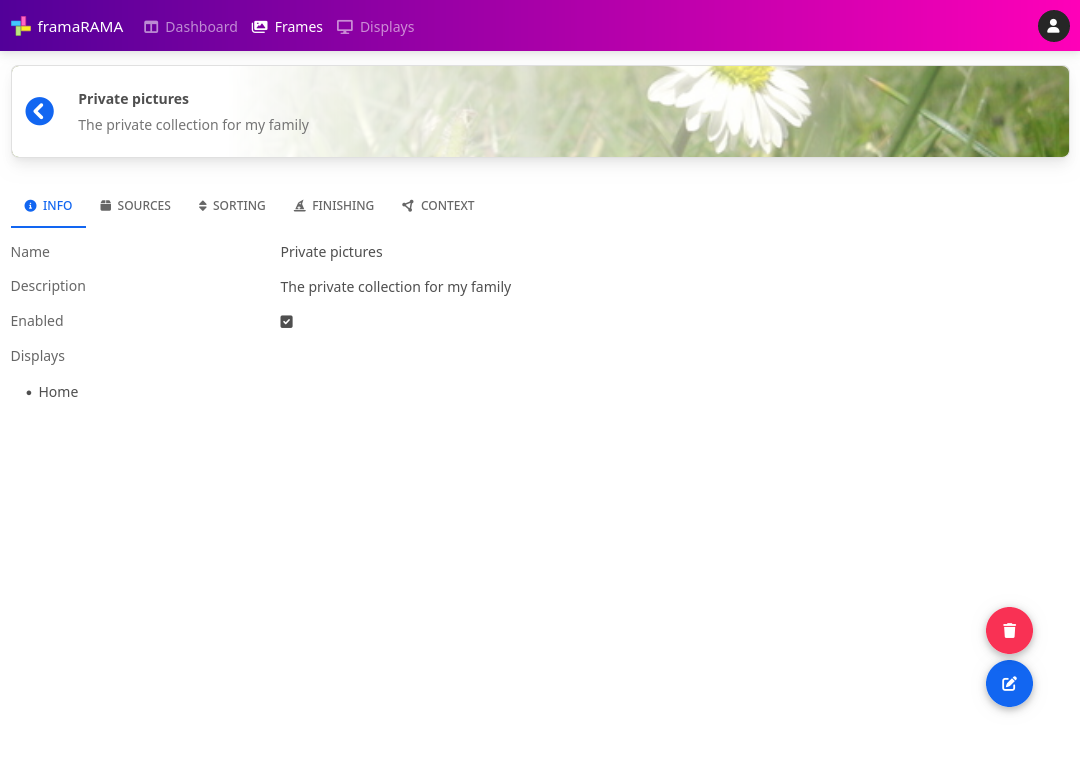 framaRAMA Dashboard Frames Displays
Private pictures
The private collection for my family
INFO SOURCES SORTING FINISHING CONTEXT
Name Private pictures
Description The private collection for my family
Enabled
Displays
• Home